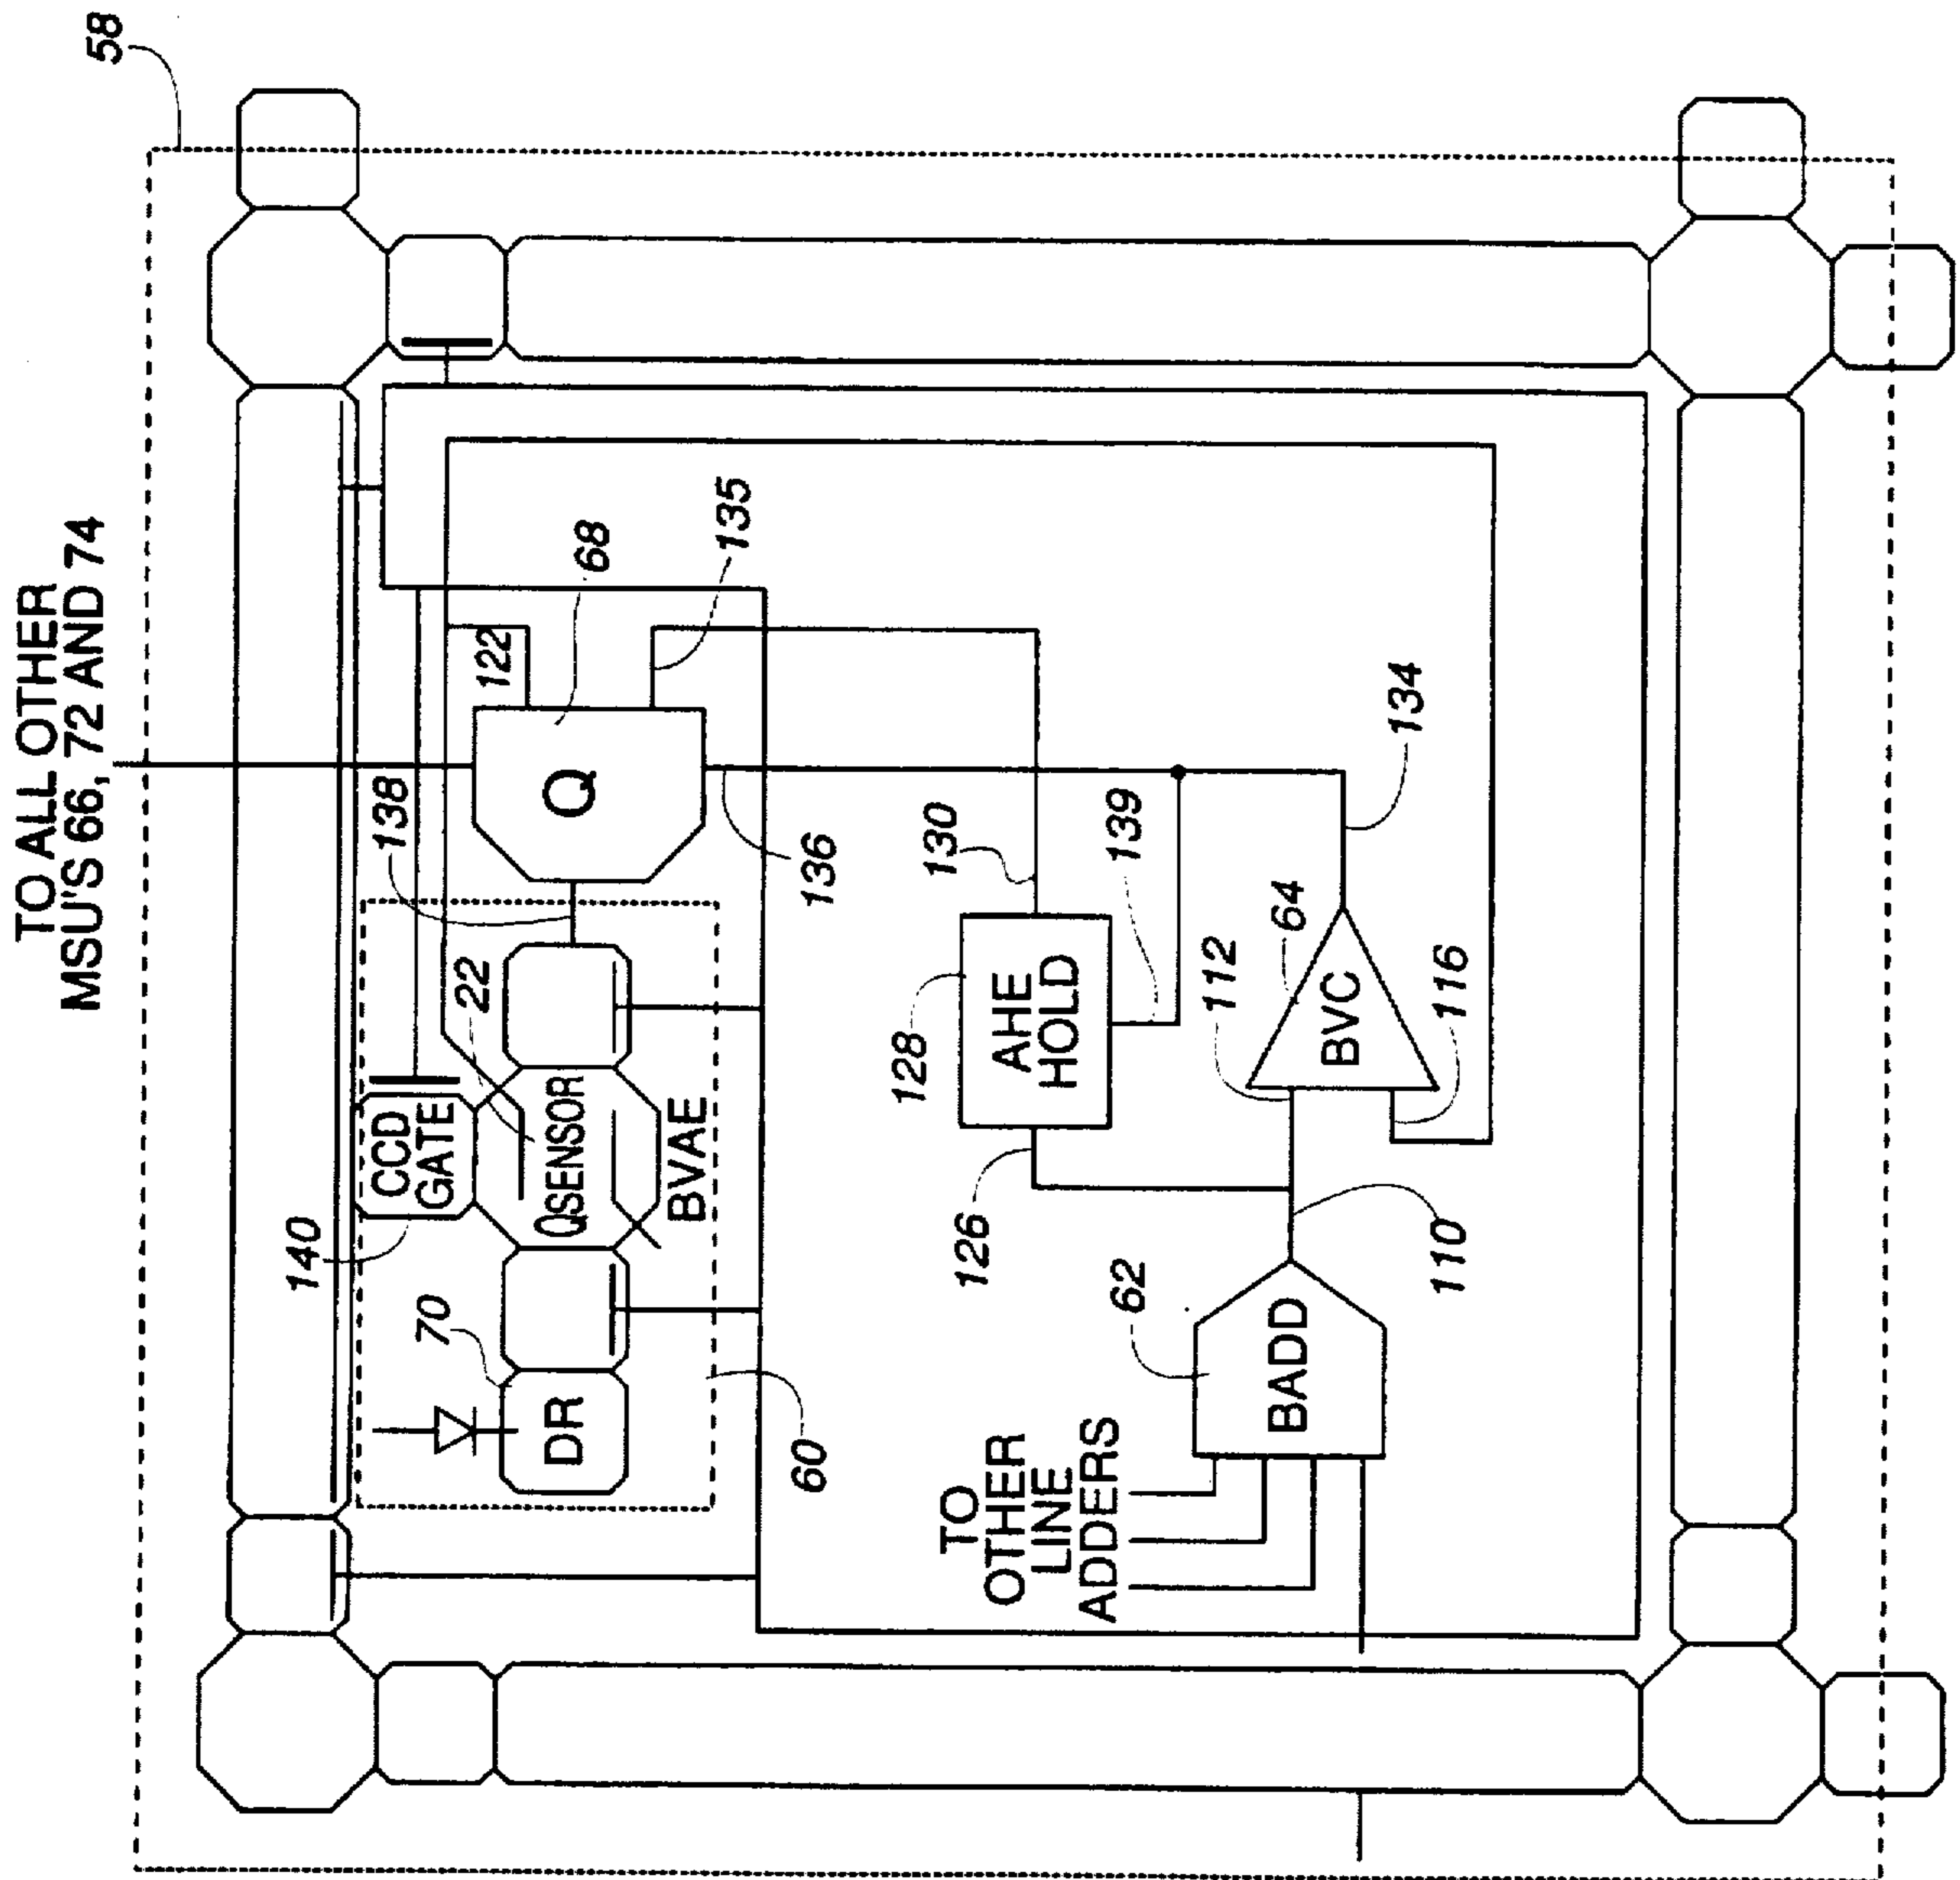 TO ALL OTHER
MSU'S 66, 72 AND 74
58
140
CCD
GATE
22
138
122
68
135
70
DR
QSENSOR
BVAE
Q
136
60
128
AHE
HOLD
130
139
126
TO
OTHER
LINE
ADDERS
62
BADD
110
112
64
BVC
116
134